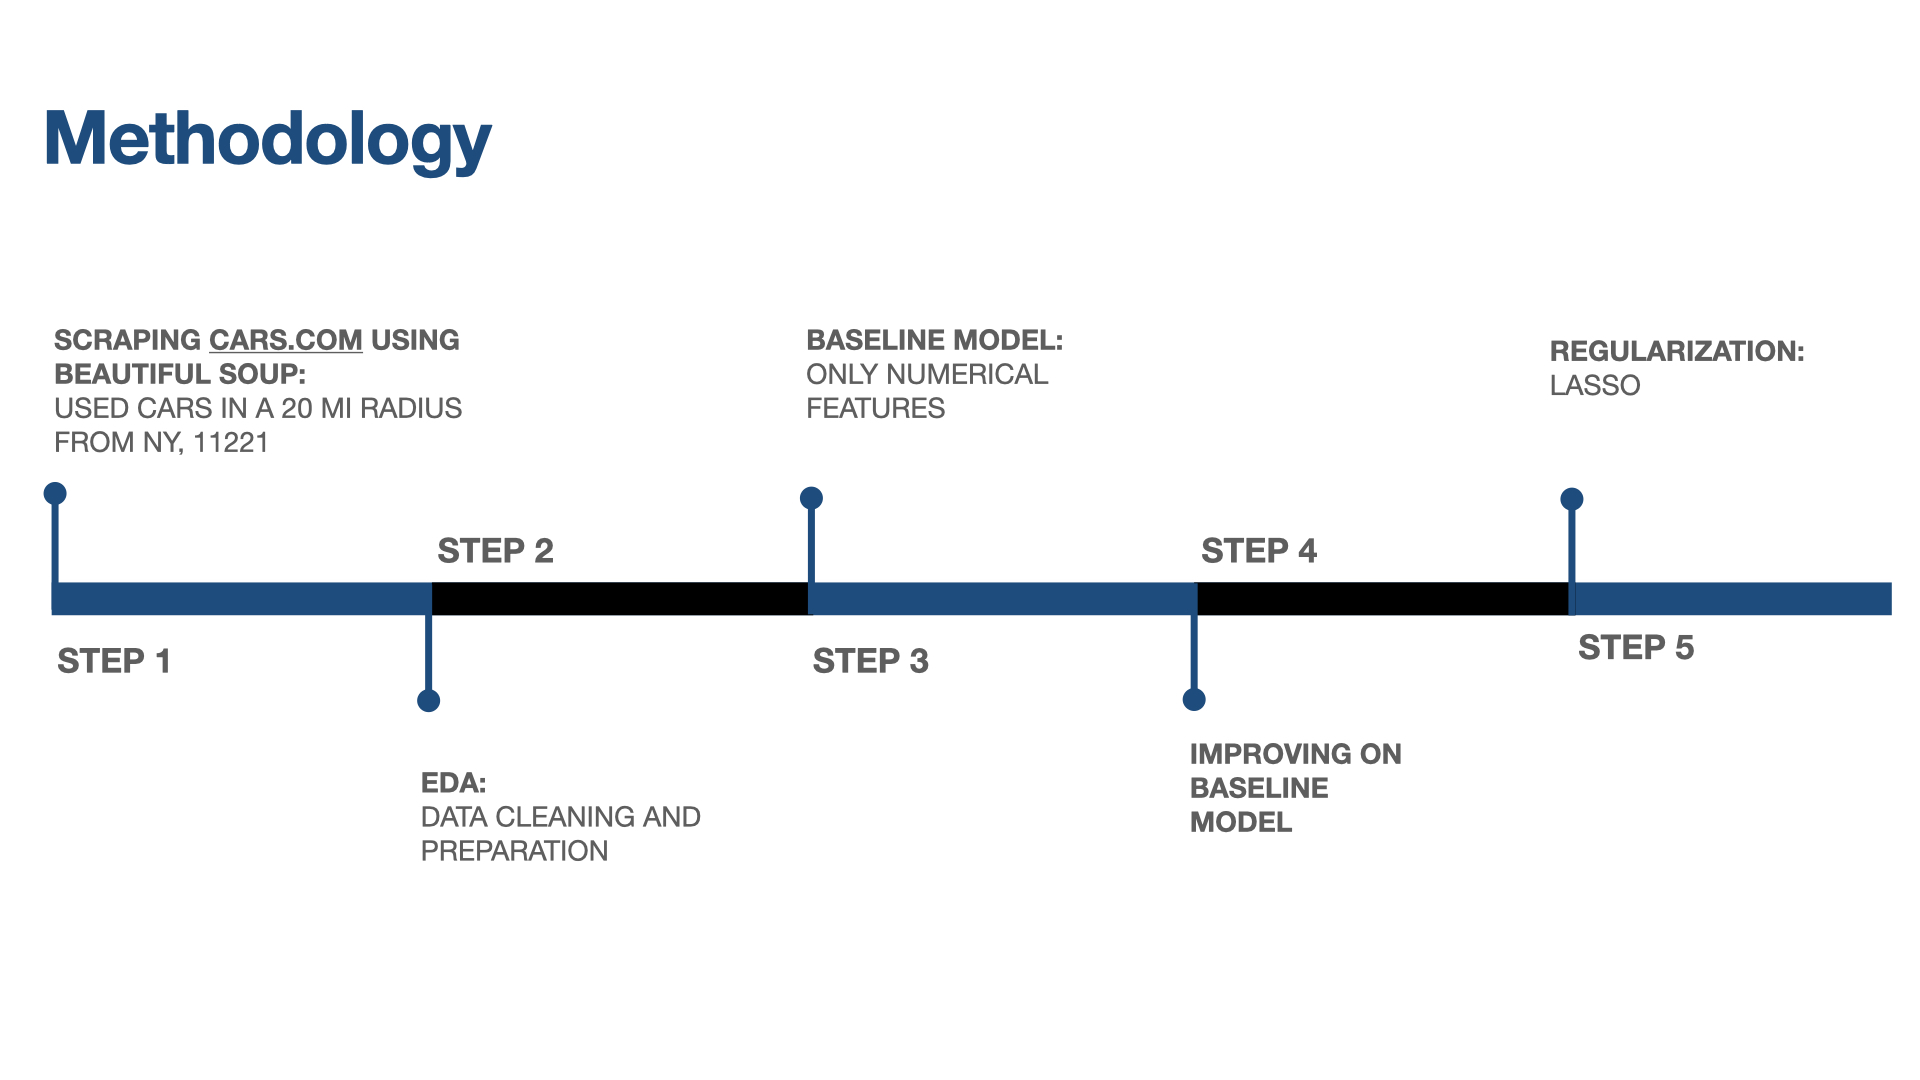 Methodology
SCRAPING CARS.COM USING
BEAUTIFUL SOUP:
USED CARS IN A 20 MI RADIUS
FROM NY, 11221
STEP 1
STEP 2
EDA:
DATA CLEANING AND
PREPARATION
BASELINE MODEL:
ONLY NUMERICAL
FEATURES
STEP 3
STEP 4
IMPROVING ON
BASELINE
MODEL
REGULARIZATION:
LASSO
STEP 5